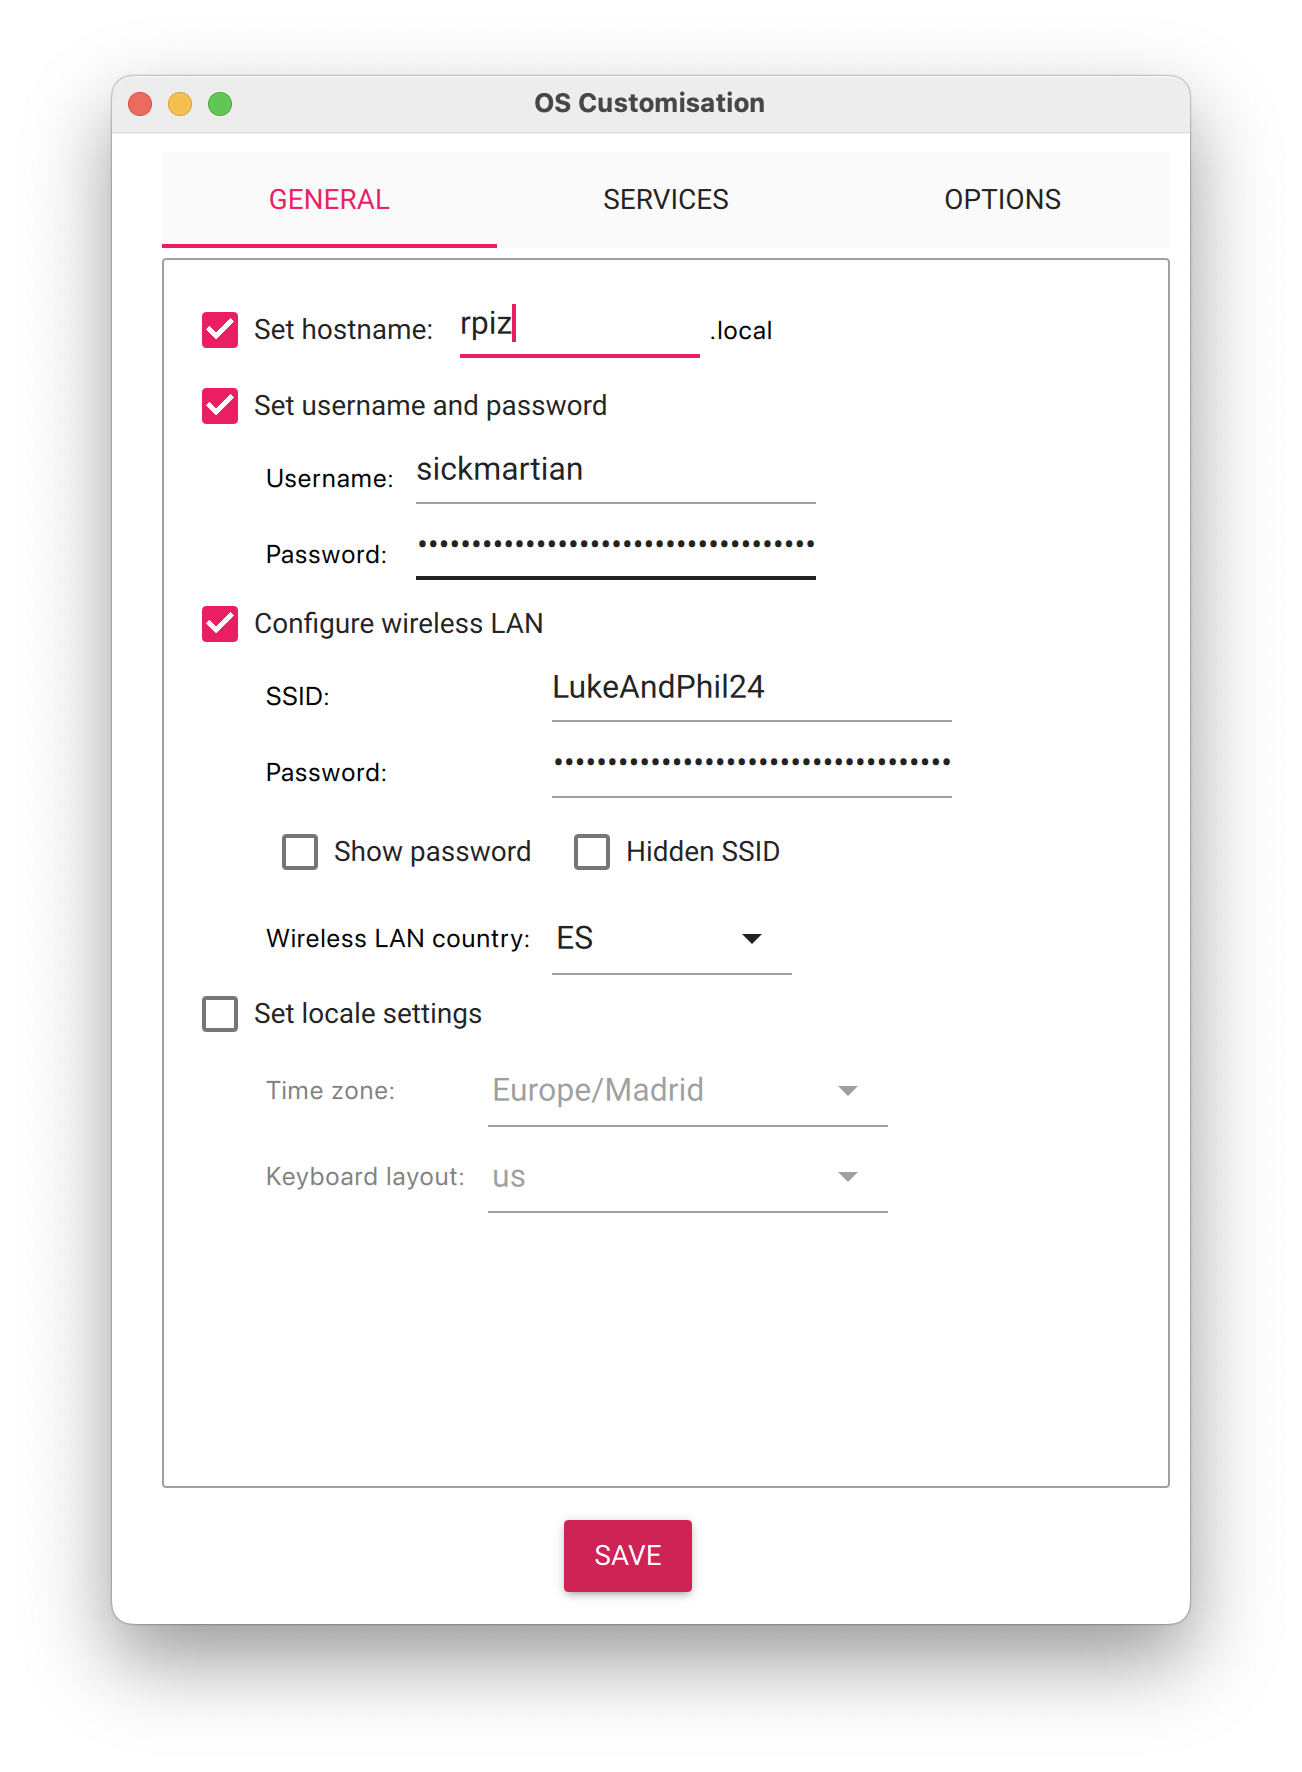 OS Customisation
GENERAL SERVICES OPTIONS
Set hostname: rpiz .local
Set username and password
Username: sickmartian
Password: •••••••••••••••••••••••••••••••••••••
Configure wireless LAN
SSID: LukeAndPhil24
Password: •••••••••••••••••••••••••••••••••••••
Show password Hidden SSID
Wireless LAN country: ES
Set locale settings
Time zone: Europe/Madrid
Keyboard layout: us
SAVE